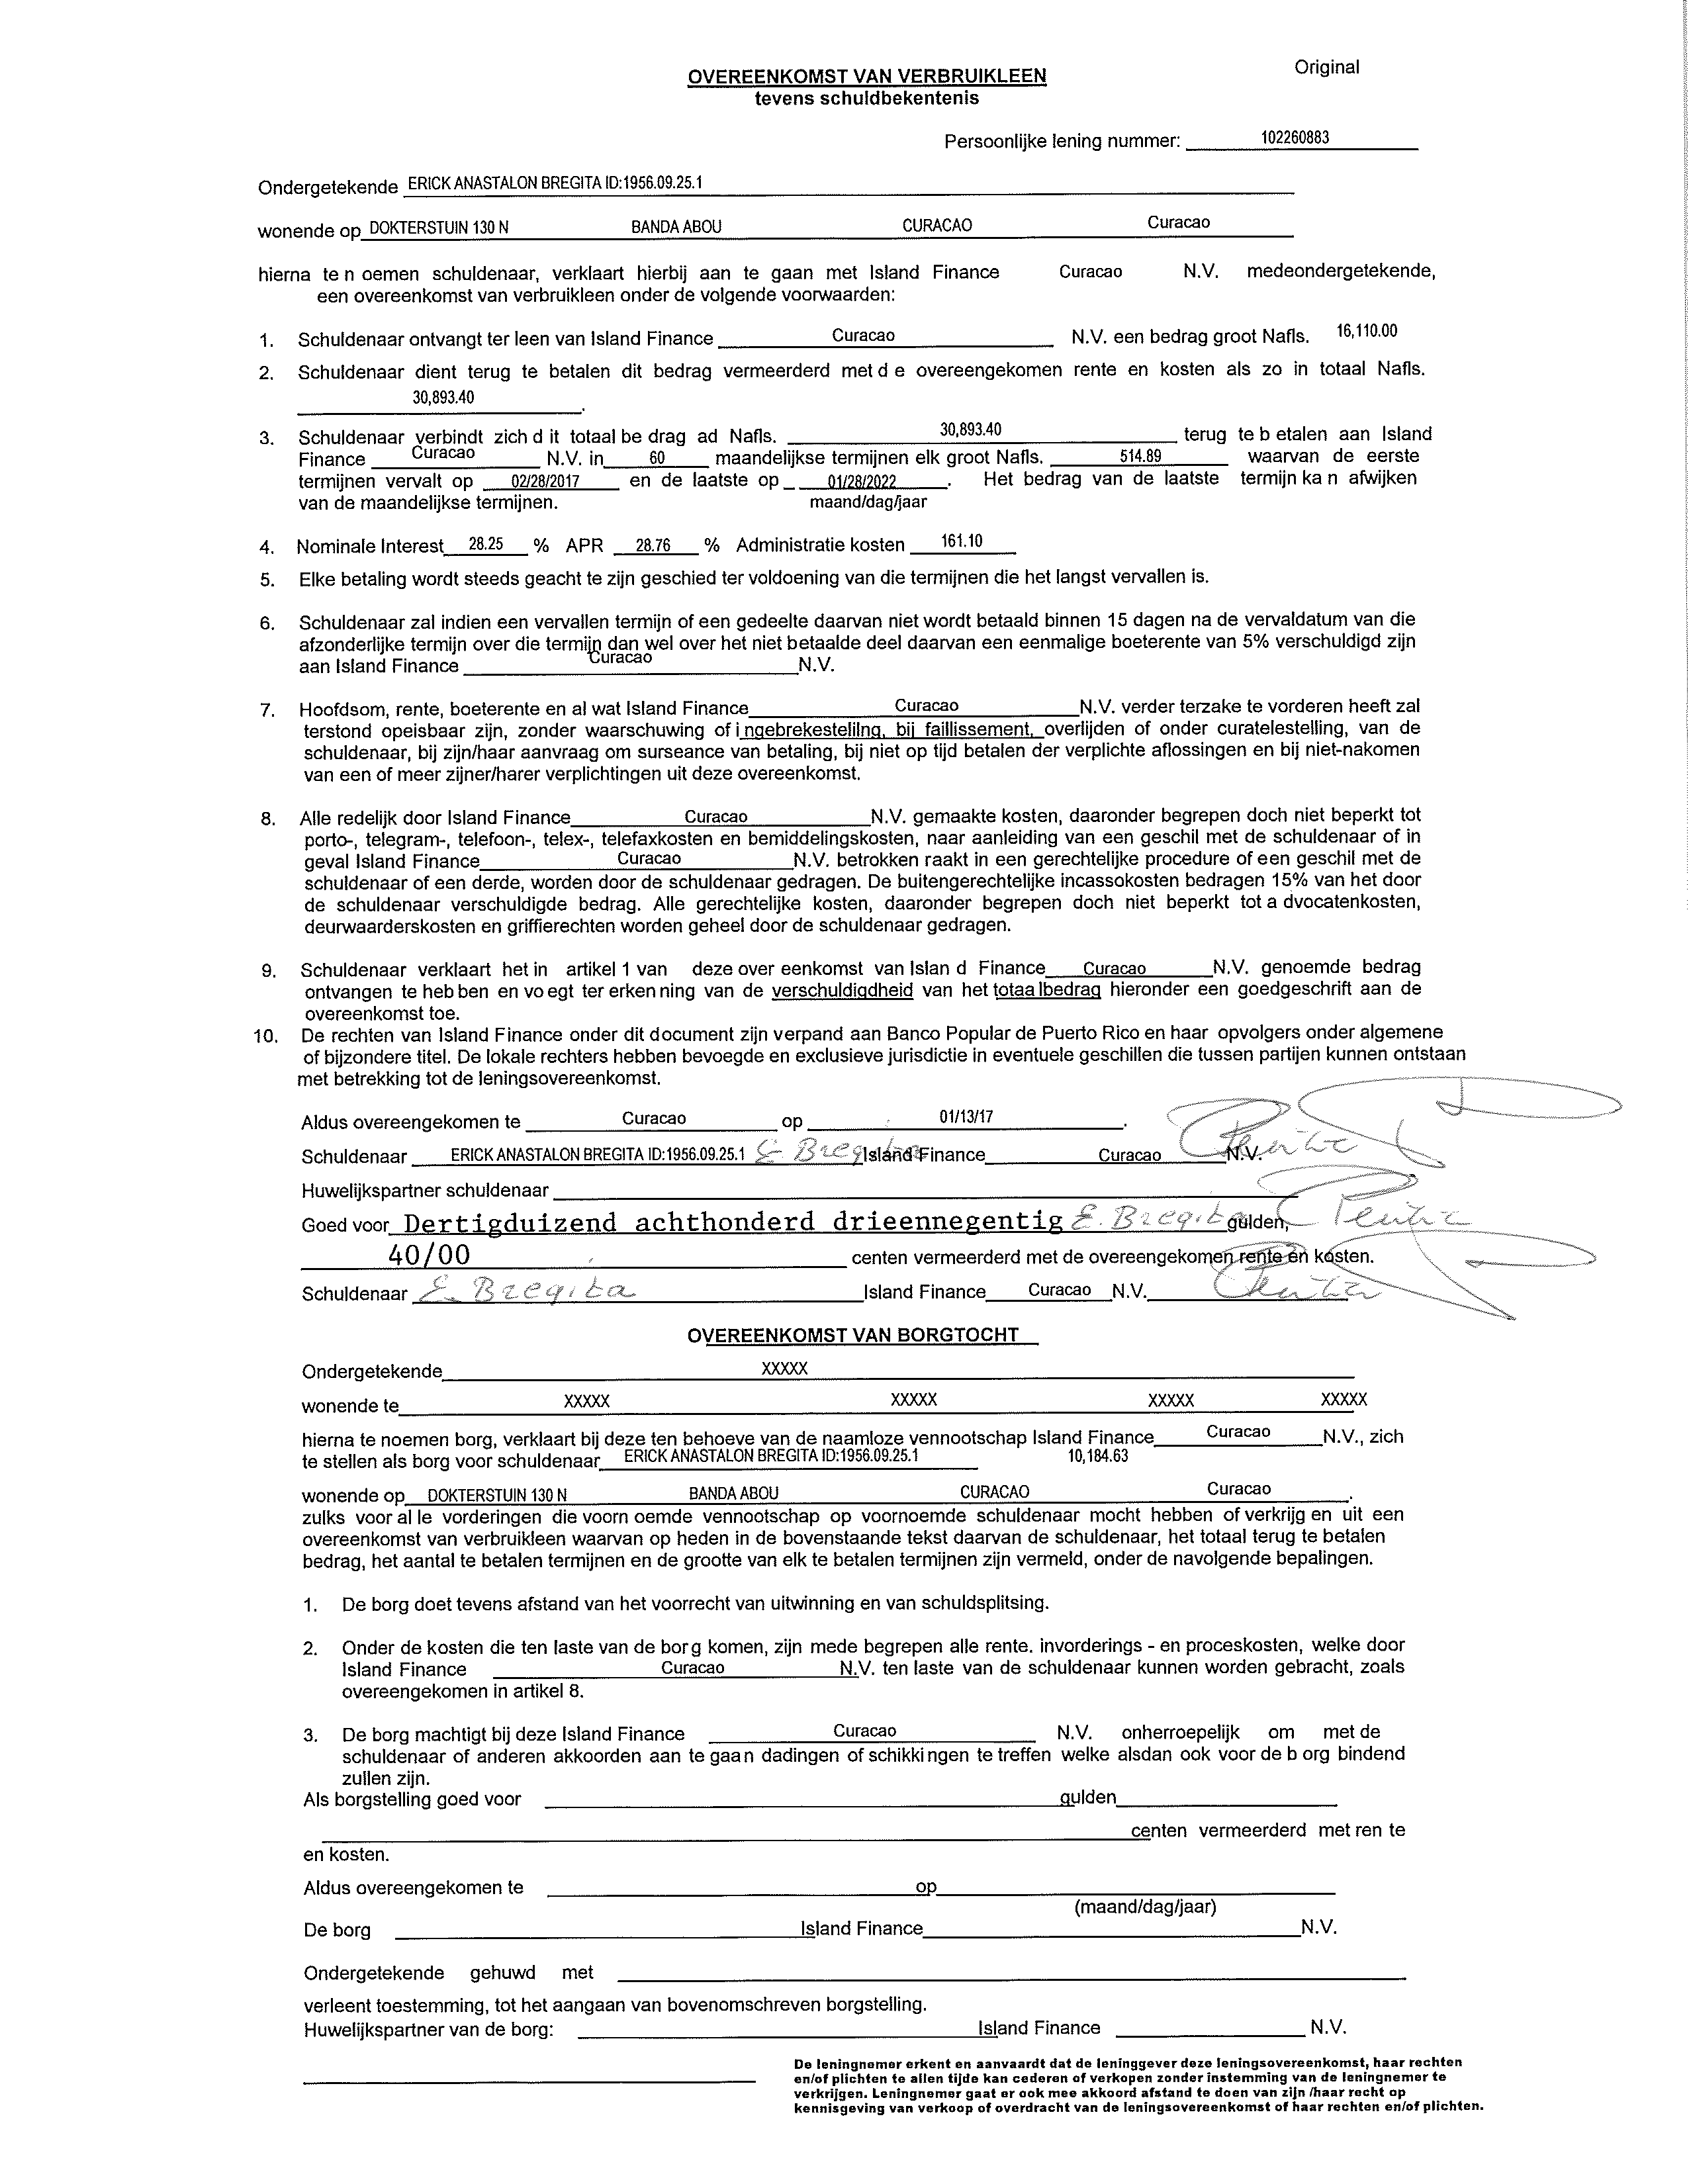 Original
OVEREENKOMST VAN VERBRUIKLEEN
tevens schuldbekentenis
Persoonlijke lening nummer: 102260883
Ondergetekende ERICK ANASTALON BREGITA ID:1956.09.25.1
wonende op DOKTERSTUIN 130 N BANDA ABOU CURACAO Curacao
hierna te n oemen schuldenaar, verklaart hierbij aan te gaan met Island Finance Curacao N.V. medeondergetekende,
een overeenkomst van verbruikleen onder de volgende voorwaarden:
1. Schuldenaar ontvangt ter leen van Island Finance Curacao N.V. een bedrag groot Nafls. 16,110.00
2. Schuldenaar dient terug te betalen dit bedrag vermeerderd met d e overeengekomen rente en kosten als zo in totaal Nafls.
30,893.40.
3. Schuldenaar verbindt zich d it totaal be drag ad Nafls. 30,893.40 terug te b etalen aan Island
Finance Curacao N.V. in 60 maandelijkse termijnen elk groot Nafls. 514.89 waarvan de eerste
termijnen vervalt op 02/28/2017 en de laatste op 01/28/2022. Het bedrag van de laatste termijn ka n afwijken
van de maandelijkse termijnen. maand/dag/jaar
4. Nominale Interest 28.25 % APR 28.76 % Administratie kosten 161.10
5. Elke betaling wordt steeds geacht te zijn geschied ter voldoening van die termijnen die het langst vervallen is.
6. Schuldenaar zal indien een vervallen termijn of een gedeelte daarvan niet wordt betaald binnen 15 dagen na de vervaldatum van die
afzonderlijke termijn over die termijn dan wel over het niet betaalde deel daarvan een eenmalige boeterente van 5% verschuldigd zijn
aan Island Finance Curacao N.V.
7. Hoofdsom, rente, boeterente en al wat Island Finance Curacao N.V. verder terzake te vorderen heeft zal
terstond opeisbaar zijn, zonder waarschuwing of i ngebrekestelilng, bij faillissement, overlijden of onder curatelestelling, van de
schuldenaar, bij zijn/haar aanvraag om surseance van betaling, bij niet op tijd betalen der verplichte aflossingen en bij niet-nakomen
van een of meer zijner/harer verplichtingen uit deze overeenkomst.
8. Alle redelijk door Island Finance Curacao N.V. gemaakte kosten, daaronder begrepen doch niet beperkt tot
porto-, telegram-, telefoon-, telex-, telefaxkosten en bemiddelingskosten, naar aanleiding van een geschil met de schuldenaar of in
geval Island Finance Curacao N.V. betrokken raakt in een gerechtelijke procedure of een geschil met de
schuldenaar of een derde, worden door de schuldenaar gedragen. De buitengerechtelijke incassokosten bedragen 15% van het door
de schuldenaar verschuldigde bedrag. Alle gerechtelijke kosten, daaronder begrepen doch niet beperkt tot a dvocatenkosten,
deurwaarderskosten en griffierechten worden geheel door de schuldenaar gedragen.
9. Schuldenaar verklaart het in artikel 1 van deze over eenkomst van Islan d Finance Curacao N.V. genoemde bedrag
ontvangen te heb ben en vo egt ter erken ning van de verschuldigdheid van het totaa lbedrag hieronder een goedgeschrift aan de
overeenkomst toe.
10. De rechten van Island Finance onder dit document zijn verpand aan Banco Popular de Puerto Rico en haar opvolgers onder algemene
of bijzondere titel. De lokale rechters hebben bevoegde en exclusieve jurisdictie in eventuele geschillen die tussen partijen kunnen ontstaan
met betrekking tot de leningsovereenkomst.
Aldus overeengekomen te Curacao op 01/13/17.
Schuldenaar ERICK ANASTALON BREGITA ID:1956.09.25.1 E Bregita Island Finance Curacao N.V.
Huwelijkspartner schuldenaar
Goed voor Dertigduizend achthonderd drieennegentig E. Bregita gulden,
40/00 centen vermeerderd met de overeengekomen rente en kosten.
Schuldenaar E. Bregita Island Finance Curacao N.V.
OVEREENKOMST VAN BORGTOCHT
Ondergetekende XXXXX
wonende te XXXXX XXXXX XXXXX XXXXX
hierna te noemen borg, verklaart bij deze ten behoeve van de naamloze vennootschap Island Finance Curacao N.V., zich
te stellen als borg voor schuldenaar ERICK ANASTALON BREGITA ID:1956.09.25.1 10,184.63
wonende op DOKTERSTUIN 130 N BANDA ABOU CURACAO Curacao.
zulks voor al le vorderingen die voorn oemde vennootschap op voornoemde schuldenaar mocht hebben of verkrijg en uit een
overeenkomst van verbruikleen waarvan op heden in de bovenstaande tekst daarvan de schuldenaar, het totaal terug te betalen
bedrag, het aantal te betalen termijnen en de grootte van elk te betalen termijnen zijn vermeld, onder de navolgende bepalingen.
1. De borg doet tevens afstand van het voorrecht van uitwinning en van schuldsplitsing.
2. Onder de kosten die ten laste van de borg komen, zijn mede begrepen alle rente. invorderings - en proceskosten, welke door
Island Finance Curacao N.V. ten laste van de schuldenaar kunnen worden gebracht, zoals
overeengekomen in artikel 8.
3. De borg machtigt bij deze Island Finance Curacao N.V. onherroepelijk om met de
schuldenaar of anderen akkoorden aan te gaa n dadingen of schikki ngen te treffen welke alsdan ook voor de b org bindend
zullen zijn.
Als borgstelling goed voor gulden
centen vermeerderd met ren te
en kosten.
Aldus overeengekomen te op
(maand/dag/jaar)
De borg Island Finance N.V.
Ondergetekende gehuwd met
verleent toestemming, tot het aangaan van bovenomschreven borgstelling.
Huwelijkspartner van de borg: Island Finance N.V.
De leningnemer erkent en aanvaardt dat de leninggever deze leningsovereenkomst, haar rechten
en/of plichten te allen tijde kan cederen of verkopen zonder instemming van de leningnemer te
verkrijgen. Leningnemer gaat er ook mee akkoord afstand te doen van zijn /haar recht op
kennisgeving van verkoop of overdracht van de leningsovereenkomst of haar rechten en/of plichten.